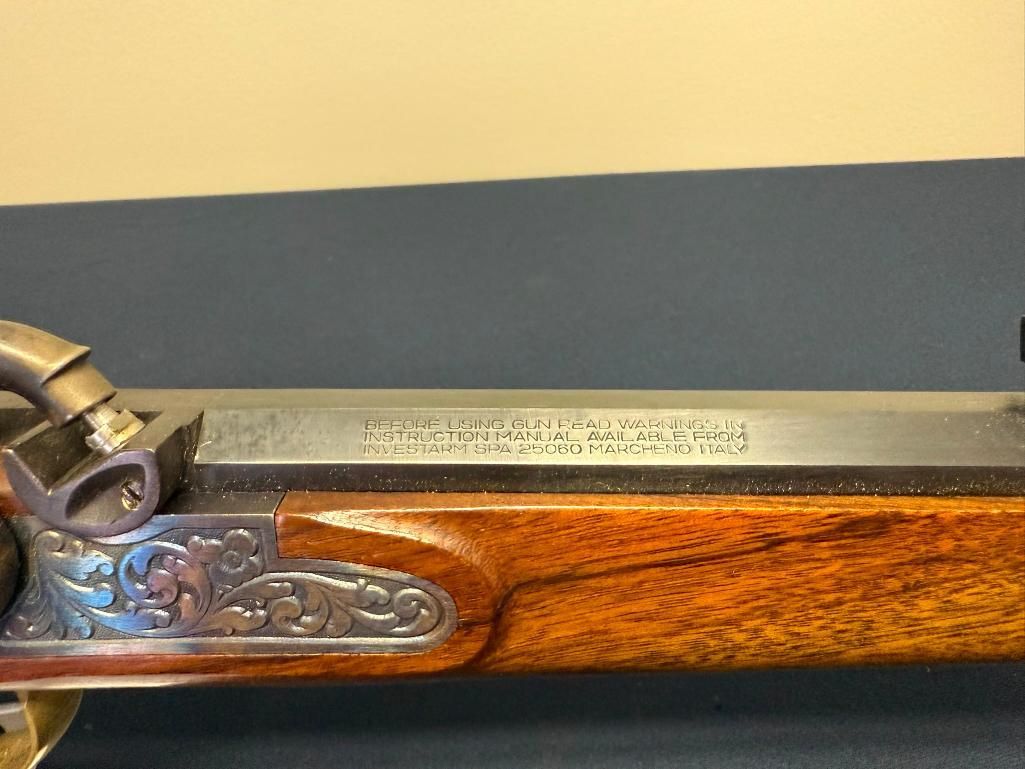 BEFORE USING GUN READ WARNINGS IN
INSTRUCTION MANUAL AVAILABLE FROM
INVESTARM SPA 25060 MARCHENO ITALY